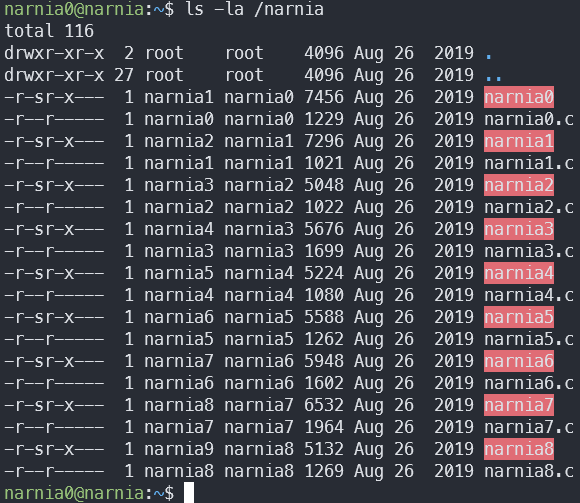 narnia0@narnia:~$ ls -la /narnia
total 116
drwxr-xr-x  2 root    root    4096 Aug 26  2019 .
drwxr-xr-x 27 root    root    4096 Aug 26  2019 ..
-r-sr-x---  1 narnia1 narnia0 7456 Aug 26  2019 narnia0
-r--r-----  1 narnia0 narnia0 1229 Aug 26  2019 narnia0.c
-r-sr-x---  1 narnia2 narnia1 7296 Aug 26  2019 narnia1
-r--r-----  1 narnia1 narnia1 1021 Aug 26  2019 narnia1.c
-r-sr-x---  1 narnia3 narnia2 5048 Aug 26  2019 narnia2
-r--r-----  1 narnia2 narnia2 1022 Aug 26  2019 narnia2.c
-r-sr-x---  1 narnia4 narnia3 5676 Aug 26  2019 narnia3
-r--r-----  1 narnia3 narnia3 1699 Aug 26  2019 narnia3.c
-r-sr-x---  1 narnia5 narnia4 5224 Aug 26  2019 narnia4
-r--r-----  1 narnia4 narnia4 1080 Aug 26  2019 narnia4.c
-r-sr-x---  1 narnia6 narnia5 5588 Aug 26  2019 narnia5
-r--r-----  1 narnia5 narnia5 1262 Aug 26  2019 narnia5.c
-r-sr-x---  1 narnia7 narnia6 5948 Aug 26  2019 narnia6
-r--r-----  1 narnia6 narnia6 1602 Aug 26  2019 narnia6.c
-r-sr-x---  1 narnia8 narnia7 6532 Aug 26  2019 narnia7
-r--r-----  1 narnia7 narnia7 1964 Aug 26  2019 narnia7.c
-r-sr-x---  1 narnia9 narnia8 5132 Aug 26  2019 narnia8
-r--r-----  1 narnia8 narnia8 1269 Aug 26  2019 narnia8.c
narnia0@narnia:~$